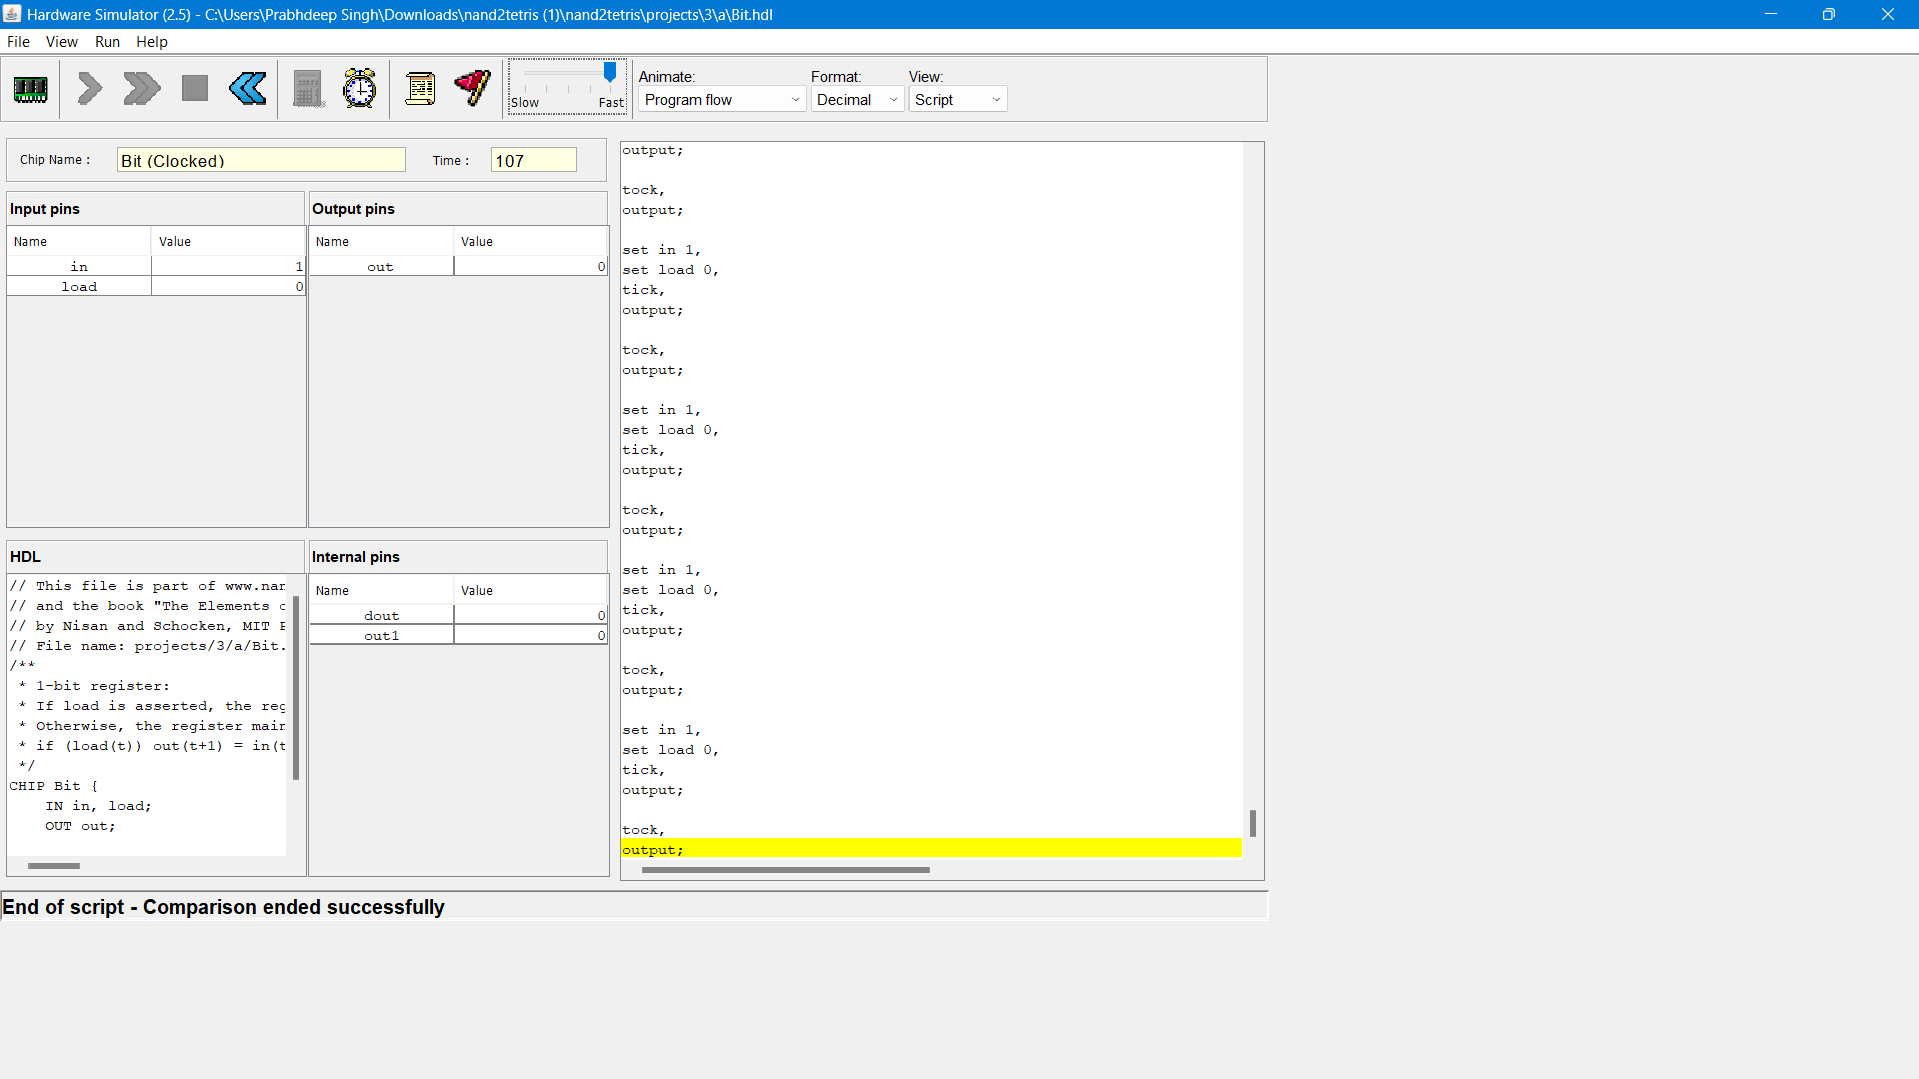 Hardware Simulator (2.5) - C:\Users\Prabhdeep Singh\Downloads\nand2tetris (1)\nand2tetris\projects\3\a\Bit.hdl
File View Run Help
Slow Fast
Animate:
Program flow
Format:
Decimal
View:
Script
Chip Name :
Bit (Clocked)
Time :
107
Input pins
Name Value
in 1
load 0
Output pins
Name Value
out 0
HDL
// This file is part of www.nan
// and the book "The Elements o
// by Nisan and Schocken, MIT P
// File name: projects/3/a/Bit.
/**
* 1-bit register:
* If load is asserted, the reg
* Otherwise, the register main
* if (load(t)) out(t+1) = in(t
*/
CHIP Bit {
IN in, load;
OUT out;
Internal pins
Name Value
dout 0
out1 0
output;
tock,
output;
set in 1,
set load 0,
tick,
output;
tock,
output;
set in 1,
set load 0,
tick,
output;
tock,
output;
set in 1,
set load 0,
tick,
output;
tock,
output;
set in 1,
set load 0,
tick,
output;
tock,
output;
End of script - Comparison ended successfully